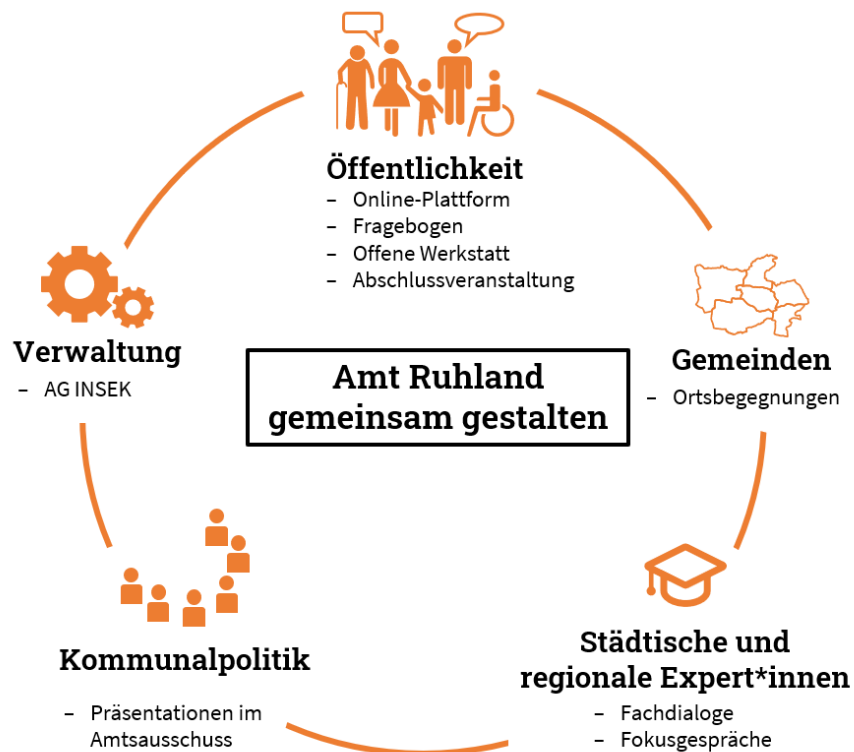 Öffentlichkeit
– Online-Plattform
– Fragebogen
– Offene Werkstatt
– Abschlussveranstaltung
Verwaltung
– AG INSEK
Amt Ruhland
gemeinsam gestalten
Gemeinden
– Ortsbegegnungen
Kommunalpolitik
– Präsentationen im
Amtsausschuss
Städtische und
regionale Expert*innen
– Fachdialoge
– Fokusgespräche